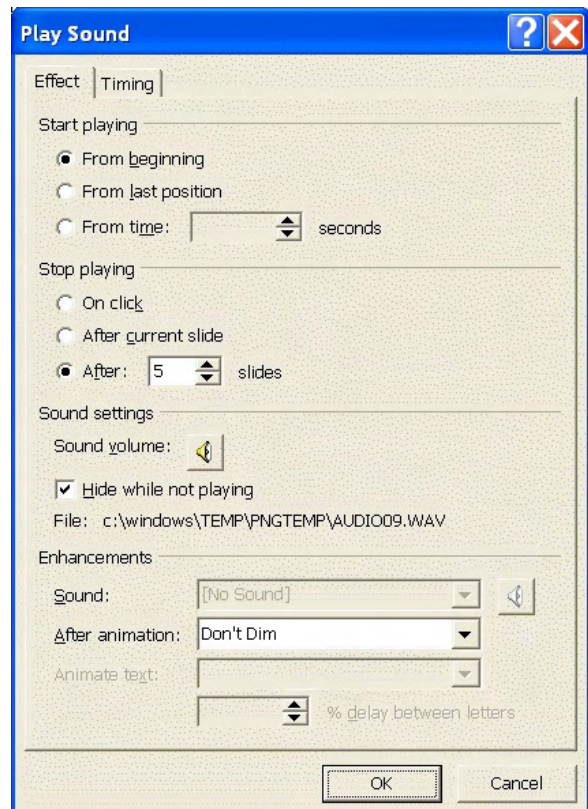 Play Sound
Effect Timing
Start playing
From beginning
From last position
From time: seconds
Stop playing
On click
After current slide
After: 5 slides
Sound settings
Sound volume:
Hide while not playing
File: c:\windows\TEMP\PNGTEMP\AUDIO09.WAV
Enhancements
Sound: [No Sound]
After animation: Don't Dim
Animate text:
% delay between letters
OK Cancel